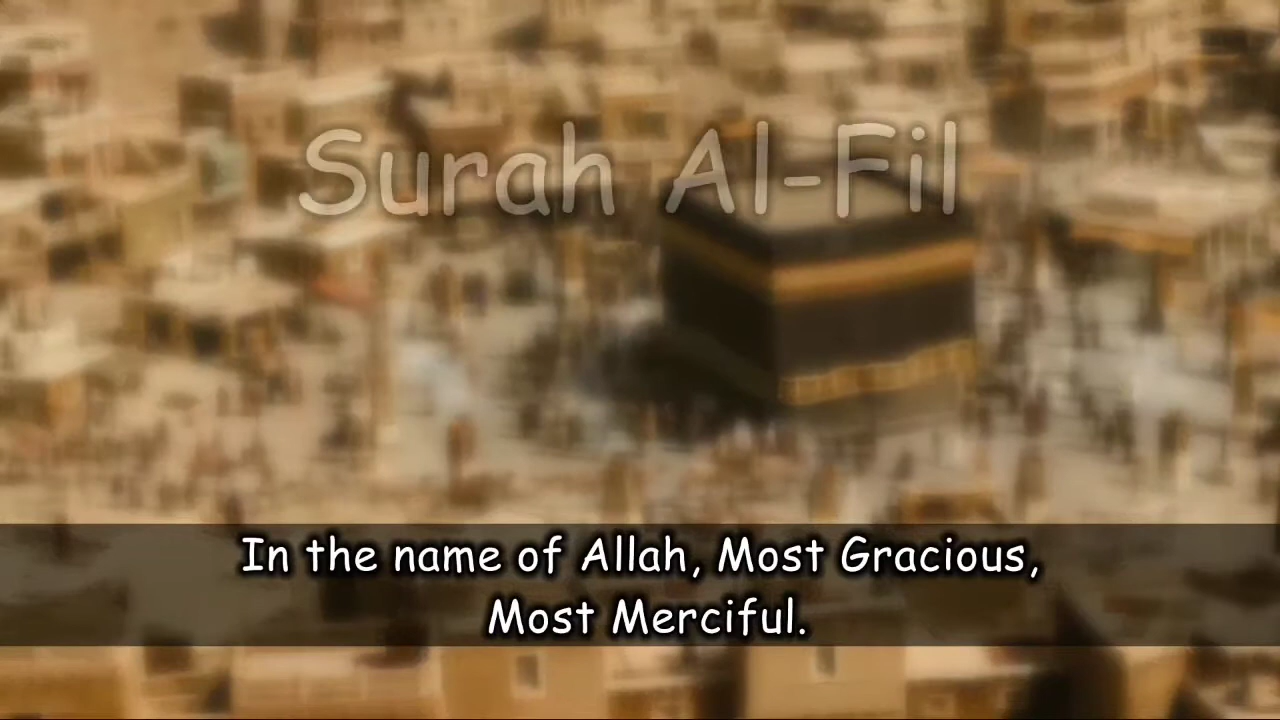 Surah Al-Fil
In the name of Allah, Most Gracious,
Most Merciful.